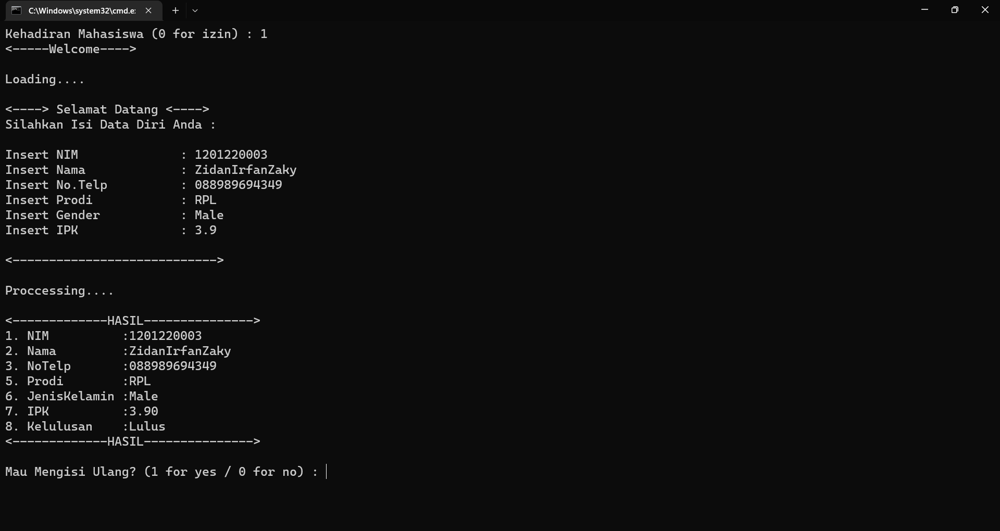 C:\Windows\system32\cmd.e
Kehadiran Mahasiswa (0 for izin) : 1
<-----Welcome---->
Loading....
<----> Selamat Datang <---->
Silahkan Isi Data Diri Anda :
Insert NIM              : 1201220003
Insert Nama             : ZidanIrfanZaky
Insert No.Telp          : 088989694349
Insert Prodi            : RPL
Insert Gender           : Male
Insert IPK              : 3.9
<---------------------------->
Proccessing....
<-------------HASIL--------------->
1. NIM          :1201220003
2. Nama         :ZidanIrfanZaky
3. NoTelp       :088989694349
5. Prodi        :RPL
6. JenisKelamin :Male
7. IPK          :3.90
8. Kelulusan    :Lulus
<-------------HASIL--------------->
Mau Mengisi Ulang? (1 for yes / 0 for no) :